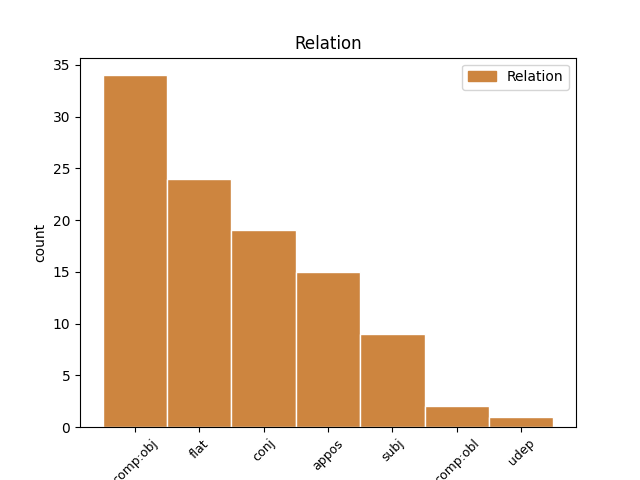 Relation
Relation
35
30
25
20
15
10
5
0
count
comp:obj
flat
conj
appos
subj
comp:obl
udep